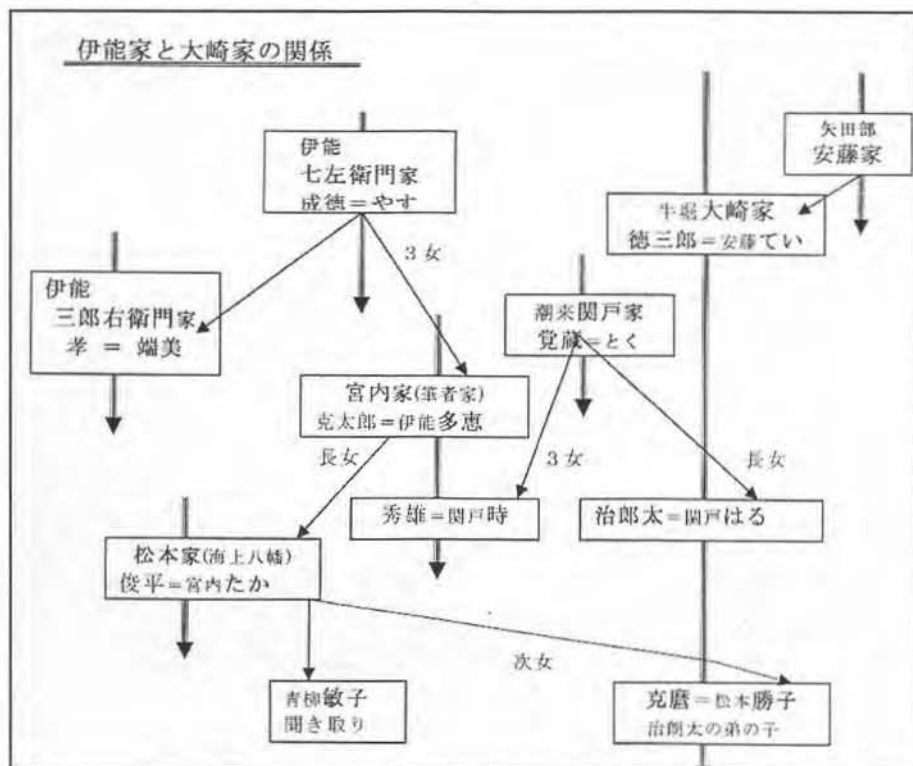 伊能家と大崎家の関係
伊能
七左衛門家
成徳＝やす
矢田部
安藤家
牛堀大崎家
徳三郎＝安藤てい
3女
伊能
三郎右衛門家
孝 ＝ 端美
潮来関戸家
覚蔵＝とく
宮内家(筆者家)
克太郎＝伊能多恵
長女
3女
長女
秀雄＝関戸時
治郎太＝関戸はる
松本家(海上八幡)
俊平＝宮内たか
次女
青柳敏子
聞き取り
克麿＝松本勝子
治朗太の弟の子